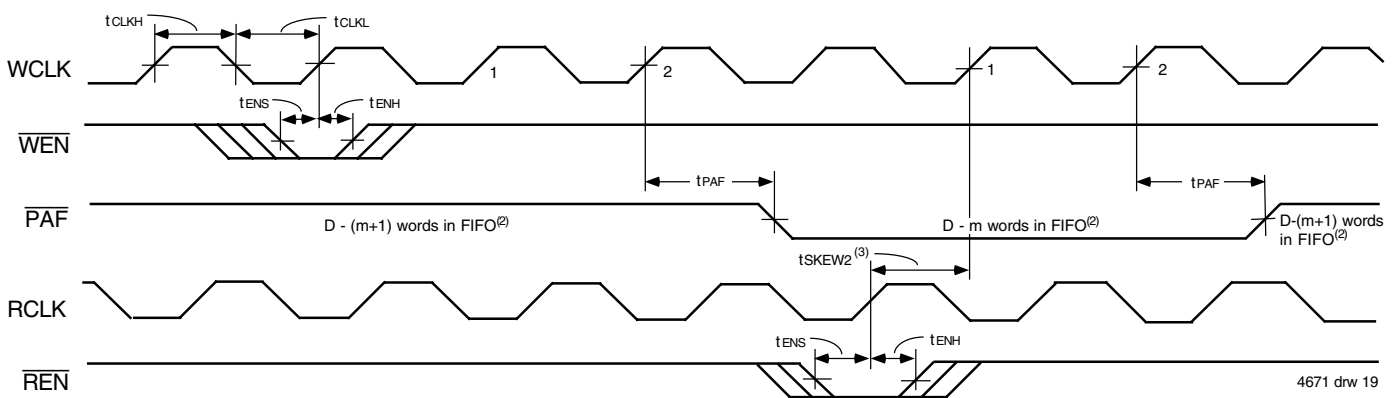 tCLKH
tCLKL
WCLK
1
2
1
2
tENS
tENH
WEN
tPAF
tPAF
PAF
D - (m+1) words in FIFO(2)
D - m words in FIFO(2)
D-(m+1) words
in FIFO(2)
tSKEW2 (3)
RCLK
tENS
tENH
REN
4671 drw 19